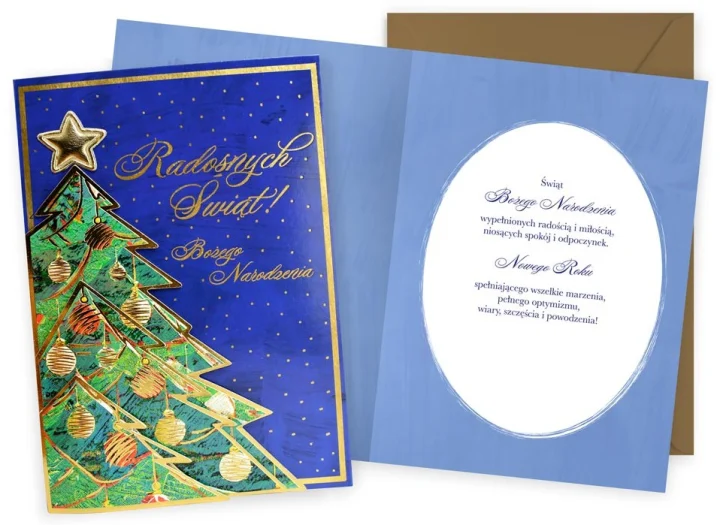 Radosnych
Świąt!
Bożego
Narodzenia
Świąt
Bożego Narodzenia
wypełnionych radością i miłością,
niosących spokój i odpoczynek.
Nowego Roku
spełniającego wszelkie marzenia,
pełnego optymizmu,
wiary, szczęścia i powodzenia!